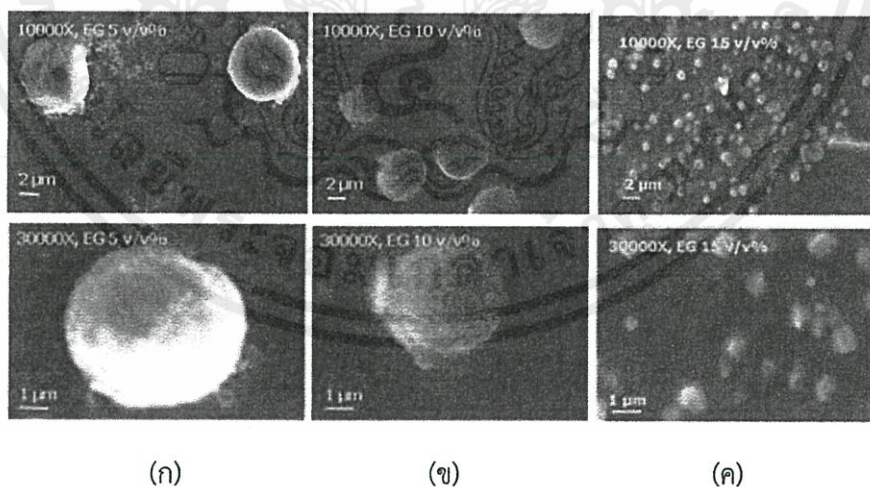 10000X, EG 5 v/v% 10000X, EG 10 v/v% 10000X, EG 15 v/v%
2 µm 2 µm 2 µm
30000X, EG 5 v/v% 30000X, EG 10 v/v% 30000X, EG 15 v/v%
1 µm 1 µm 1 µm
(ก) (ข) (ค)